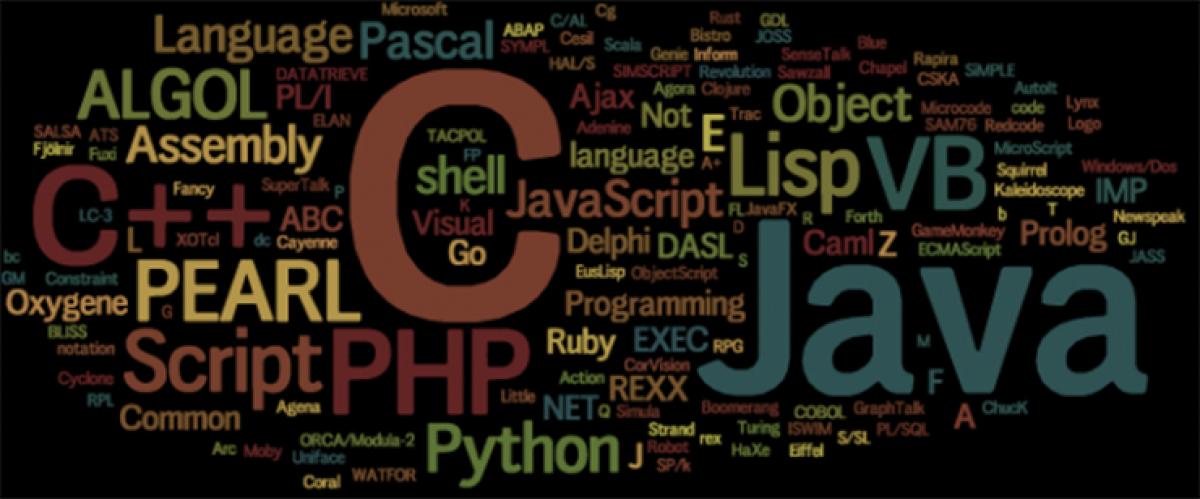 Microsoft
Cg
Language
Pascal
ABAP
C/AL
Rust
GDL
SYMPL
Cesil
Scala
Bistro
JOSS
HAL/S
Genie
Inform
SenseTalk
Blue
ALGOL
DATATRIEVE
SIMSCRIPT
Revolution
Sawzall
Chapel
Rapira
CSKA
SiMPLE
PL/I
C
Ajax
Agora
Clojure
Object
AutoIt
ELAN
Not
E
Trac
Microcode
code
Lynx
SALSA
ATS
Assembly
TACPOL
Adenine
SAM76
Redcode
Logo
Fjölnir
Fuxi
FP
language
A+
Lisp
VB
MicroScript
C++
Fancy
SuperTalk
P
shell
JavaScript
Squirrel
Windows/Dos
Kaleidoscope
IMP
LC-3
ABC
K
Visual
FL
JavaFX
R
Forth
b
T
Newspeak
L
XOTcl
dc
Cayenne
Go
Delphi
DASL
D
Caml
Z
GameMonkey
ECMAScript
Prolog
GJ
JASS
bc
GM
Constraint
PEARL
EusLisp
ObjectScript
S
Java
Oxygene
G
Programming
BLISS
notation
Script
PHP
Ruby
EXEC
RPG
M
Cyclone
RPL
CorVision
Action
REXX
F
Common
Agena
Little
NET
Q
Simula
Boomerang
COBOL
GraphTalk
A
ChucK
ORCA/Modula-2
Python
Strand
rex
Turing
ISWIM
S/SL
PL/SQL
Arc
Moby
Uniface
J
Robot
SP/k
HaXe
Eiffel
Coral
WATFOR